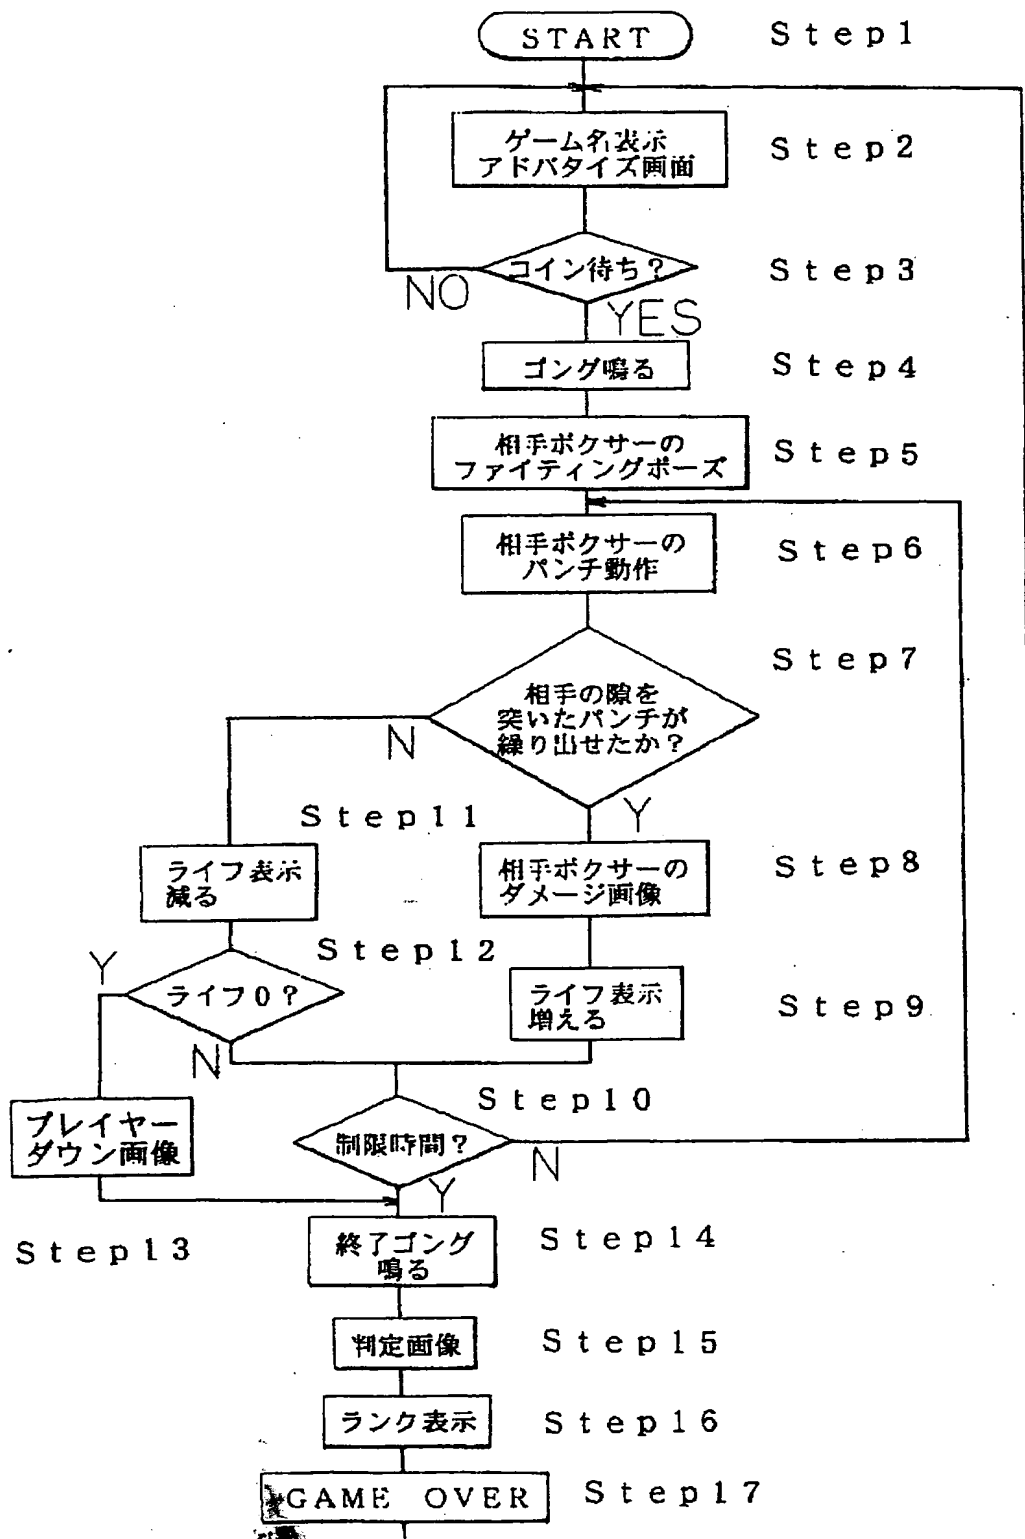 START
Step1
ゲーム名表示
アドバタイズ画面
Step2
コイン待ち？
Step3
NO
YES
ゴング鳴る
Step4
相手ボクサーの
ファイティングポーズ
Step5
相手ボクサーの
パンチ動作
Step6
Step7
相手の隙を
突いたパンチが
繰り出せたか？
N
Y
Step11
ライフ表示
減る
相手ボクサーの
ダメージ画像
Step8
Step12
Y
ライフ0？
N
ライフ表示
増える
Step9
Step10
プレイヤー
ダウン画像
制限時間？
N
Y
Step13
終了ゴング
鳴る
Step14
判定画像
Step15
ランク表示
Step16
GAME OVER
Step17